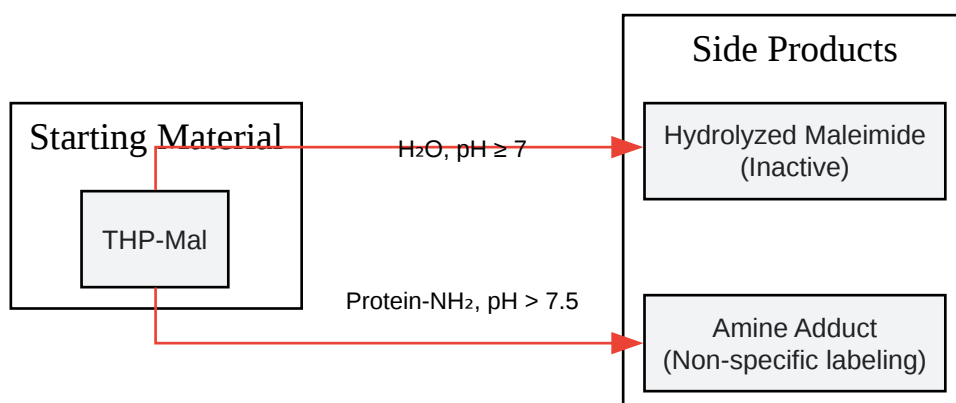 Side Products
Starting Material
Hydrolyzed Maleimide
(Inactive)
H₂O, pH ≥ 7
THP-Mal
Protein-NH₂, pH > 7.5
Amine Adduct
(Non-specific labeling)